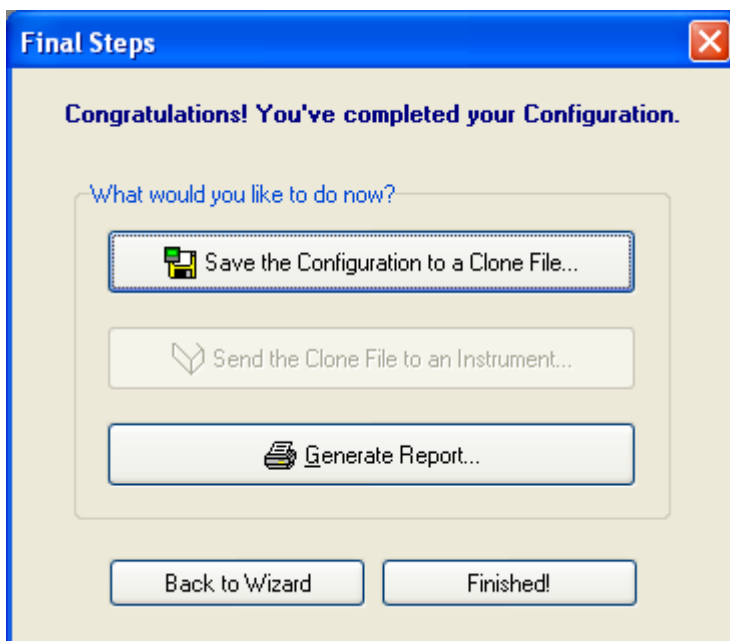 Final Steps
Congratulations! You've completed your Configuration.
What would you like to do now?
Save the Configuration to a Clone File...
Send the Clone File to an Instrument...
Generate Report...
Back to Wizard
Finished!